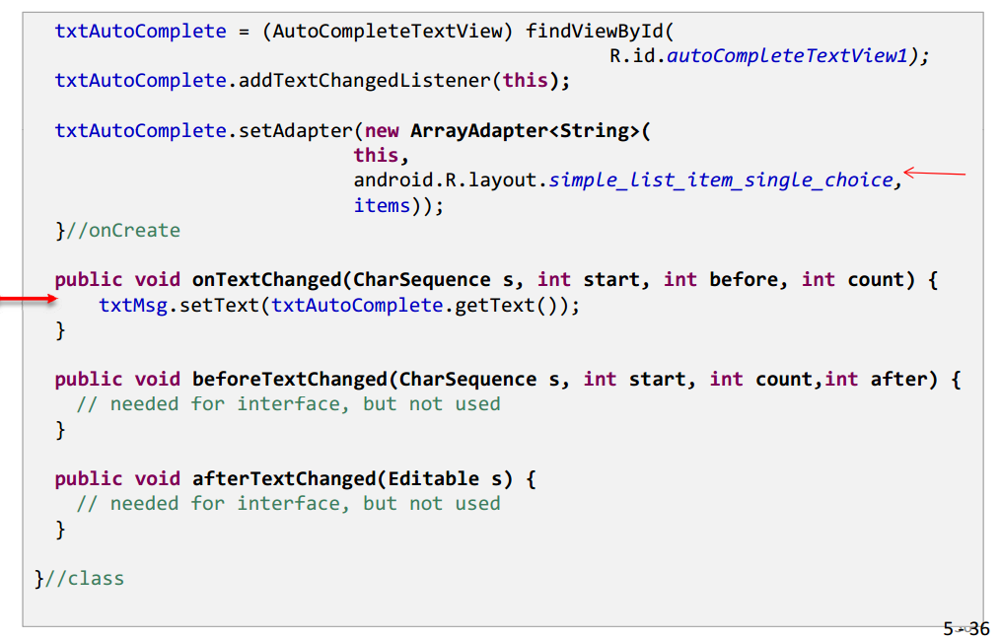 txtAutoComplete = (AutoCompleteTextView) findViewById(
R.id.autoCompleteTextView1);
txtAutoComplete.addTextChangedListener(this);
txtAutoComplete.setAdapter(new ArrayAdapter<String>(
this,
android.R.layout.simple_list_item_single_choice,
items));
}//onCreate
public void onTextChanged(CharSequence s, int start, int before, int count) {
txtMsg.setText(txtAutoComplete.getText());
}
public void beforeTextChanged(CharSequence s, int start, int count,int after) {
// needed for interface, but not used
}
public void afterTextChanged(Editable s) {
// needed for interface, but not used
}
}//class
5 - 36